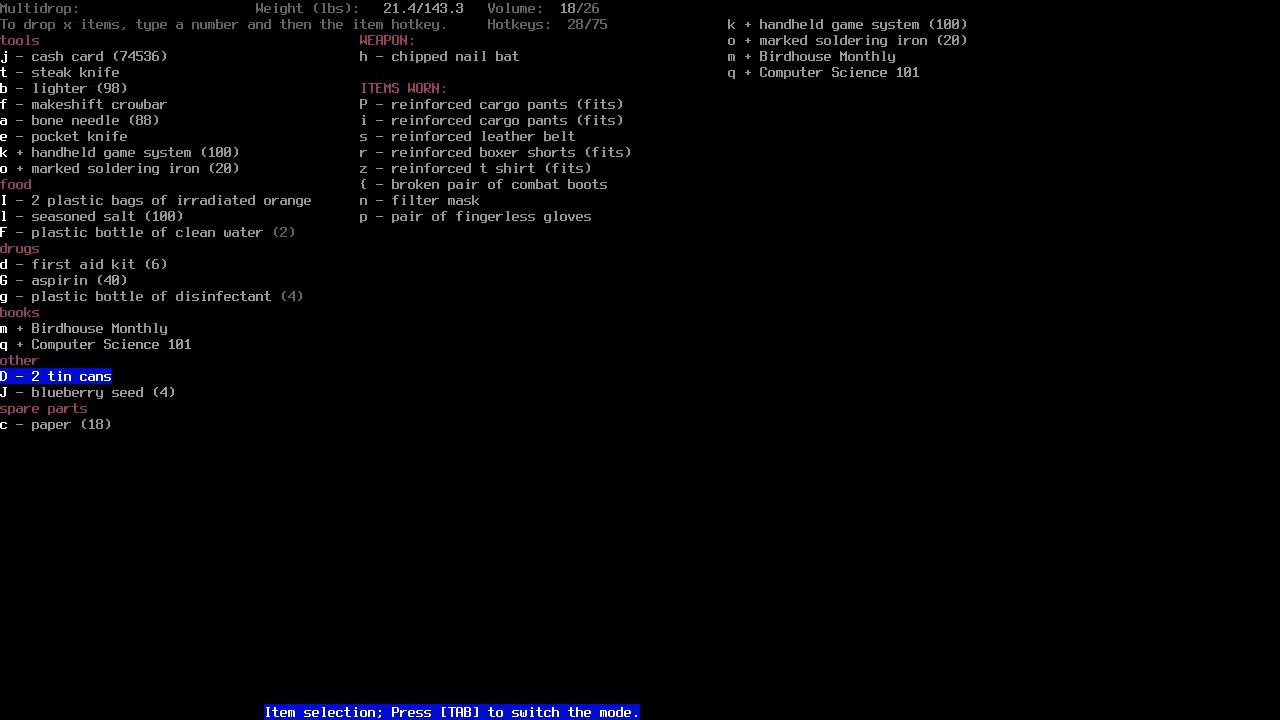 Multidrop: Weight (lbs): 21.4/143.3 Volume: 18/26
To drop x items, type a number and then the item hotkey. Hotkeys: 28/75
tools
j - cash card (74536)
t - steak knife
b - lighter (98)
f - makeshift crowbar
a - bone needle (88)
e - pocket knife
k + handheld game system (100)
o + marked soldering iron (20)
food
I - 2 plastic bags of irradiated orange
l - seasoned salt (100)
F - plastic bottle of clean water (2)
drugs
d - first aid kit (6)
G - aspirin (40)
g - plastic bottle of disinfectant (4)
books
m + Birdhouse Monthly
q + Computer Science 101
other
D - 2 tin cans
J - blueberry seed (4)
spare parts
c - paper (18)
WEAPON:
h - chipped nail bat
ITEMS WORN:
P - reinforced cargo pants (fits)
i - reinforced cargo pants (fits)
s - reinforced leather belt
r - reinforced boxer shorts (fits)
z - reinforced t shirt (fits)
{ - broken pair of combat boots
n - filter mask
p - pair of fingerless gloves
k + handheld game system (100)
o + marked soldering iron (20)
m + Birdhouse Monthly
q + Computer Science 101
Item selection; Press [TAB] to switch the mode.